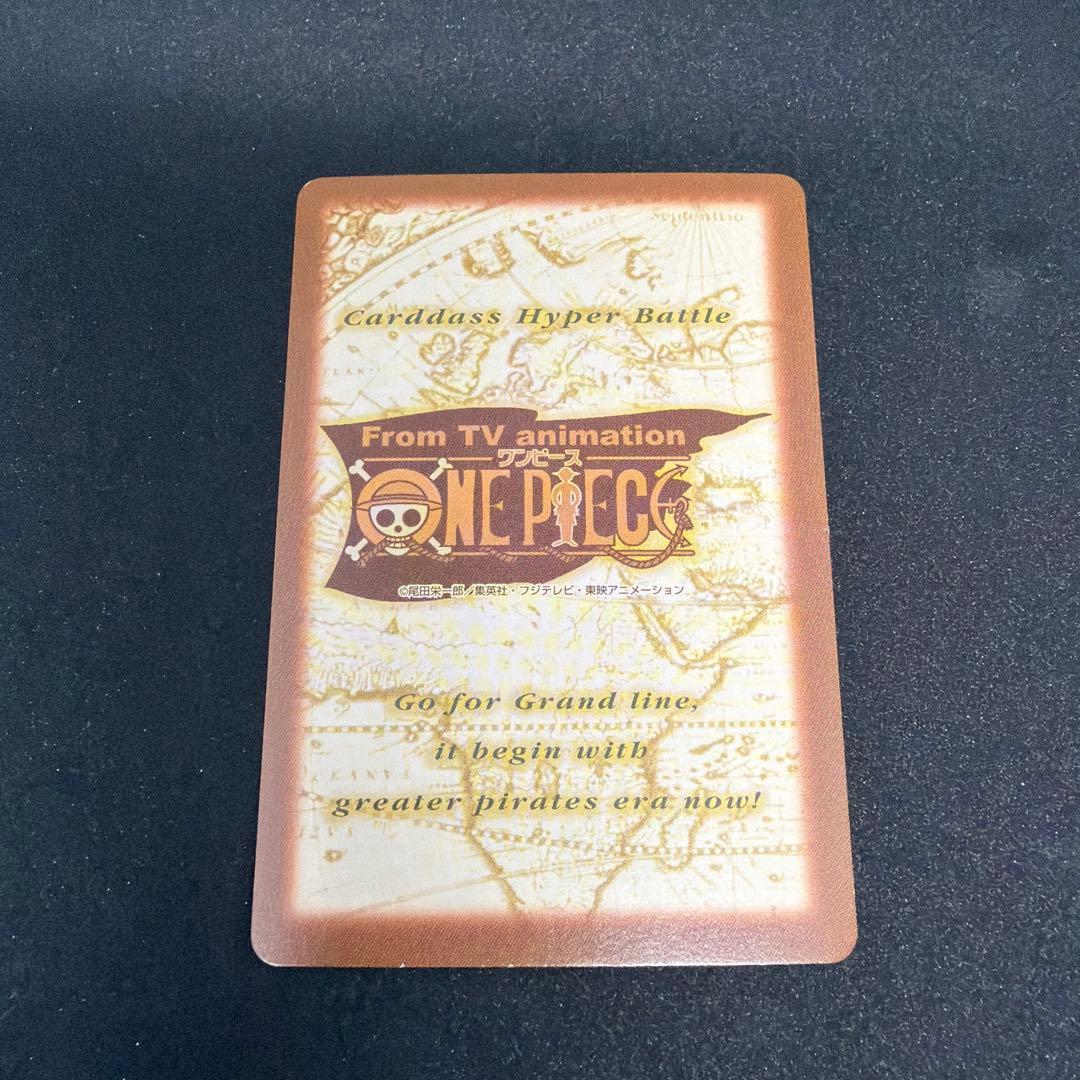 Septenttio
Carddass Hyper Battle
From TV animation
ワンピース
ONE PIECE
©尾田栄一郎／集英社・フジテレビ・東映アニメーション
Go for Grand line,
it begin with
greater pirates era now!